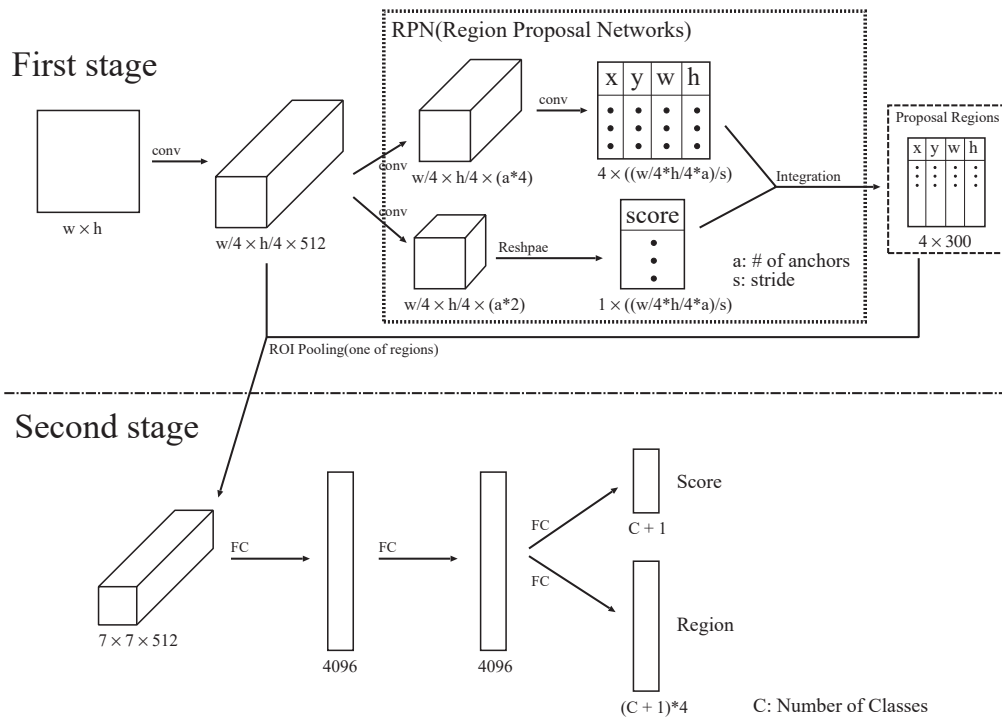 RPN(Region Proposal Networks)
First stage
w × h
conv
w/4 × h/4 × 512
conv
conv
w/4 × h/4 × (a*4)
conv
x y w h
4 × ((w/4*h/4*a)/s)
w/4 × h/4 × (a*2)
Reshpae
score
1 × ((w/4*h/4*a)/s)
Integration
a: # of anchors
s: stride
Proposal Regions
x y w h
4 × 300
ROI Pooling(one of regions)
Second stage
7 × 7 × 512
FC
4096
FC
4096
FC
FC
Score
C + 1
Region
(C + 1)*4
C: Number of Classes